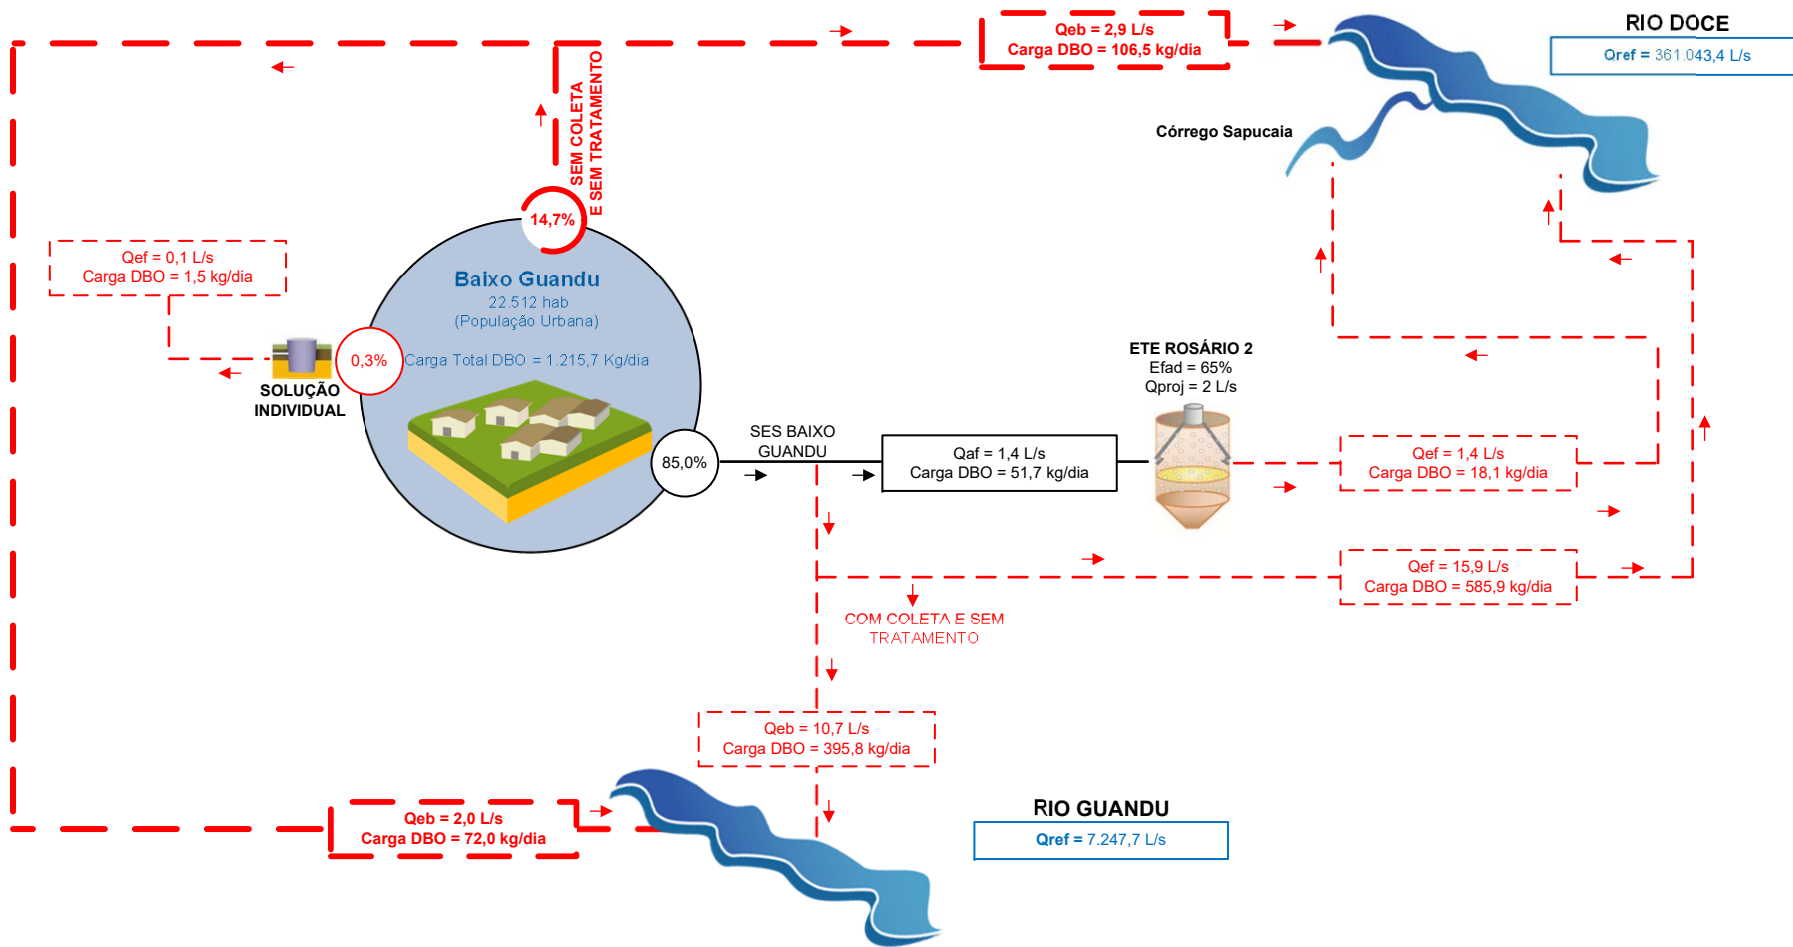 Qeb = 2,9 L/s
Carga DBO = 106,5 kg/dia
RIO DOCE
Qref = 361.043,4 L/s
Córrego Sapucaia
SEM COLETA
E SEM TRATAMENTO
14,7%
Qef = 0,1 L/s
Carga DBO = 1,5 kg/dia
Baixo Guandu
22.512 hab
(População Urbana)
Carga Total DBO = 1.215,7 Kg/dia
0,3%
SOLUÇÃO
INDIVIDUAL
ETE ROSÁRIO 2
Efad = 65%
Qproj = 2 L/s
85,0%
SES BAIXO
GUANDU
Qaf = 1,4 L/s
Carga DBO = 51,7 kg/dia
Qef = 1,4 L/s
Carga DBO = 18,1 kg/dia
Qef = 15,9 L/s
Carga DBO = 585,9 kg/dia
COM COLETA E SEM
TRATAMENTO
Qeb = 10,7 L/s
Carga DBO = 395,8 kg/dia
Qeb = 2,0 L/s
Carga DBO = 72,0 kg/dia
RIO GUANDU
Qref = 7.247,7 L/s